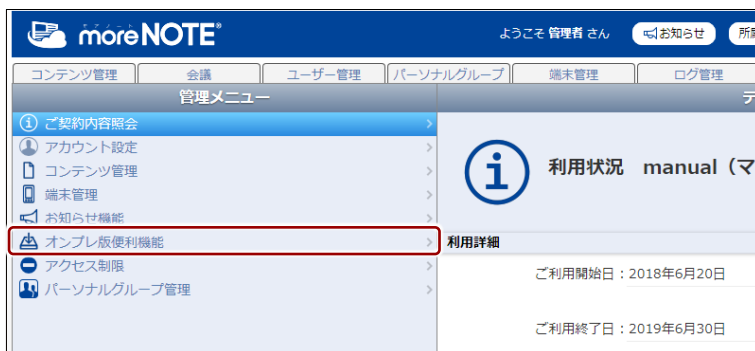 モアノート
moreNOTE®
ようこそ 管理者 さん
お知らせ
コンテンツ管理
会議
ユーザー管理
パーソナルグループ
端末管理
ログ管理
管理メニュー
ご契約内容照会
アカウント設定
コンテンツ管理
端末管理
お知らせ機能
オンプレ版便利機能
アクセス制限
パーソナルグループ管理
利用状況 manual（マ
利用詳細
ご利用開始日：2018年6月20日
ご利用終了日：2019年6月30日